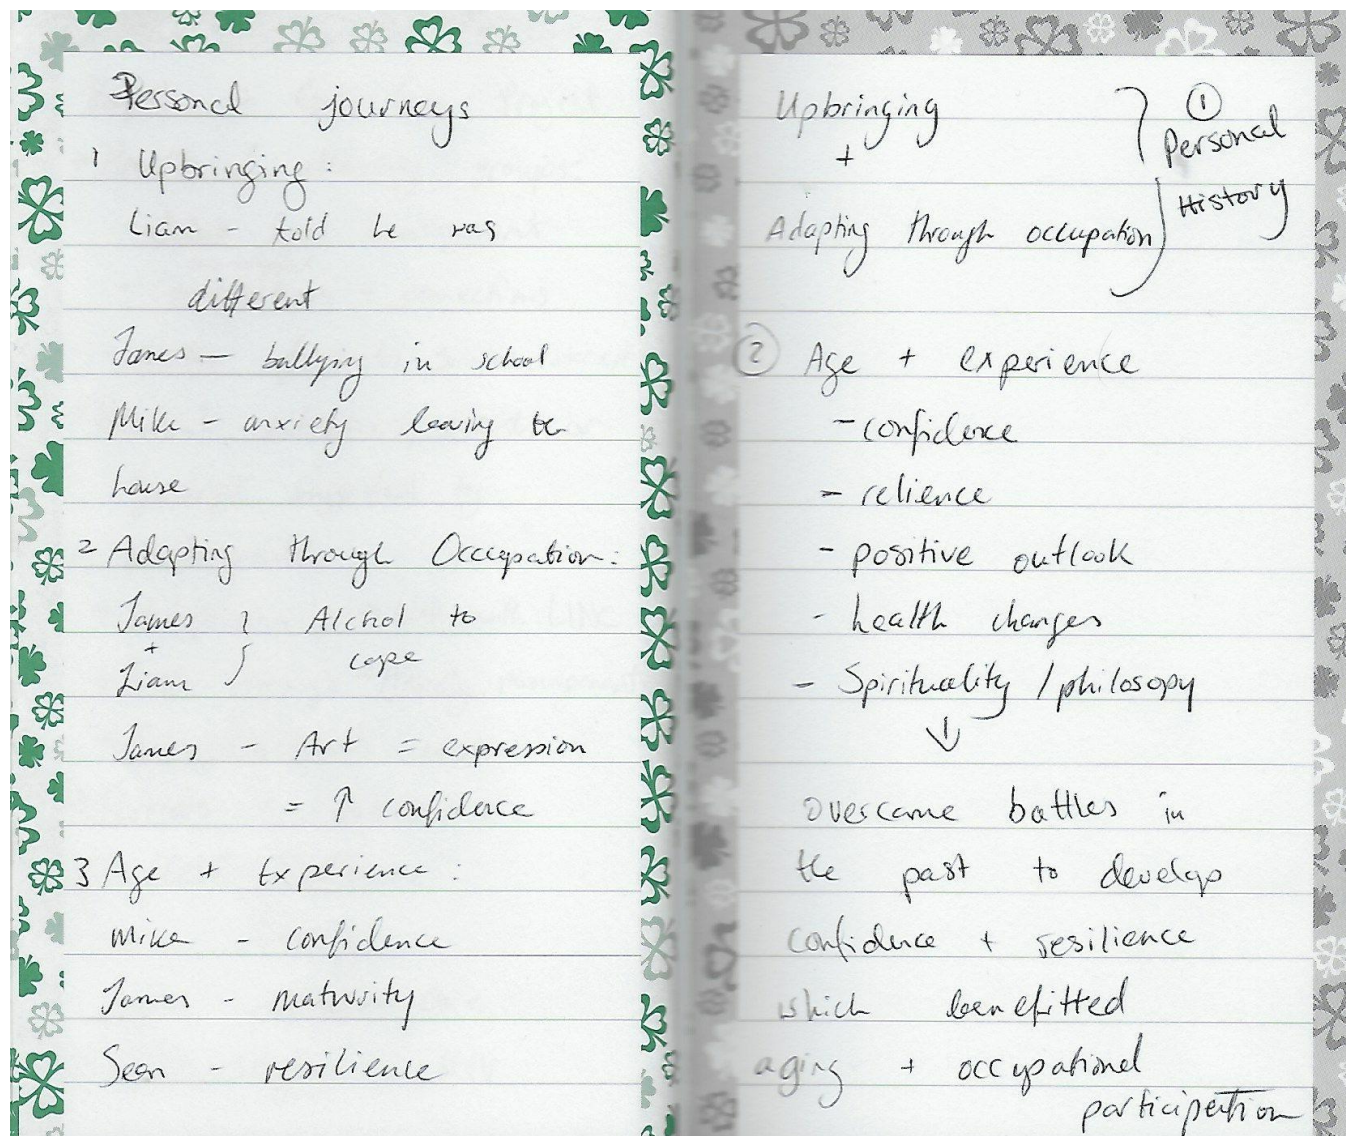 Personal journeys
1 Upbringing:
Liam - told he was
different
James - bullying in school
Mike - anxiety leaving the
house
2 Adapting through Occupation:
James } Alchol to
+ cope
Liam
James - Art = expression
= ↑ confidence
3 Age + Experience:
Mike - confidence
James - maturity
Sean - resilience
Upbringing } ① Personal
+ History
Adapting through occupation
② Age + experience
- confidence
- relience
- positive outlook
- health changes
- Spirituality / philosopy
↓
overcame battles in
the past to develop
confidence + resilience
which benefitted
aging + occupational
participation